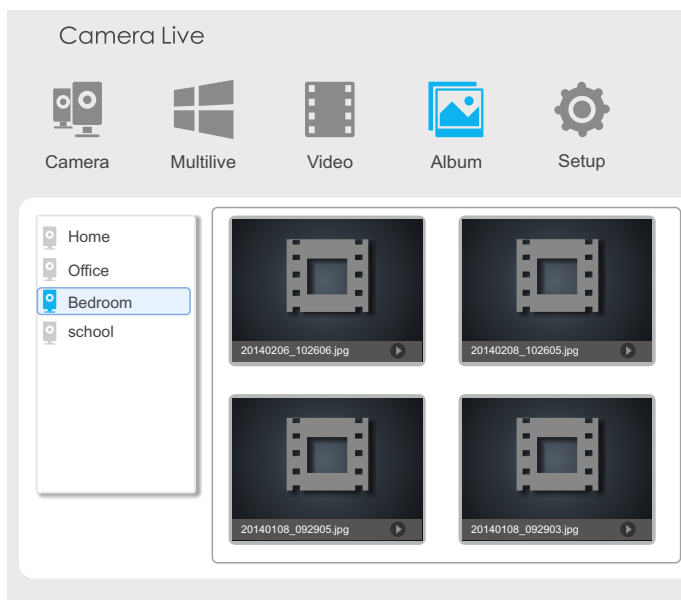 Camera Live
Camera Multilive Video Album Setup
Home
Office
Bedroom
school
20140206_102606.jpg 20140208_102605.jpg
20140108_092905.jpg 20140108_092903.jpg